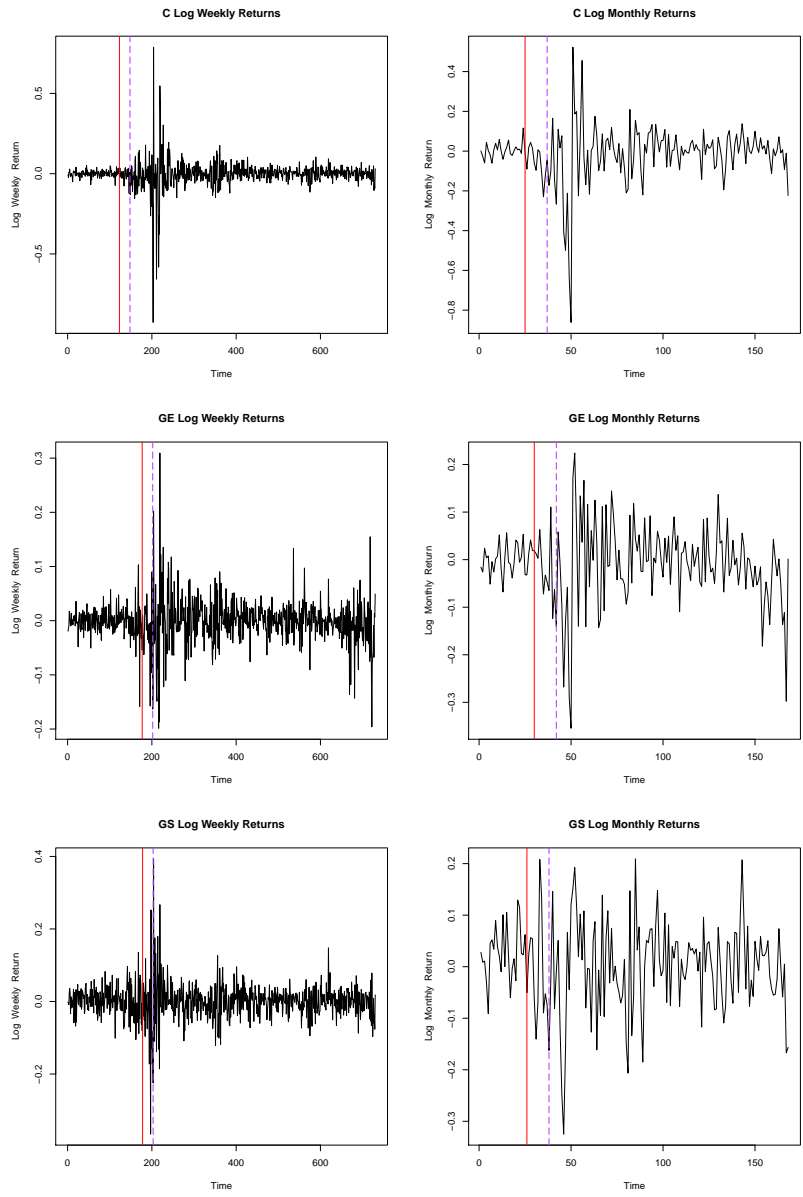 C Log Weekly Returns
Log Weekly Return
0.5
0.0
−0.5
0 200 400 600
Time
C Log Monthly Returns
Log Monthly Return
0.4
0.2
0.0
−0.2
−0.4
−0.6
−0.8
0 50 100 150
Time
GE Log Weekly Returns
Log Weekly Return
0.3
0.2
0.1
0.0
−0.1
−0.2
0 200 400 600
Time
GE Log Monthly Returns
Log Monthly Return
0.2
0.1
0.0
−0.1
−0.2
−0.3
0 50 100 150
Time
GS Log Weekly Returns
Log Weekly Return
0.4
0.2
0.0
−0.2
0 200 400 600
Time
GS Log Monthly Returns
Log Monthly Return
0.2
0.1
0.0
−0.1
−0.2
−0.3
0 50 100 150
Time